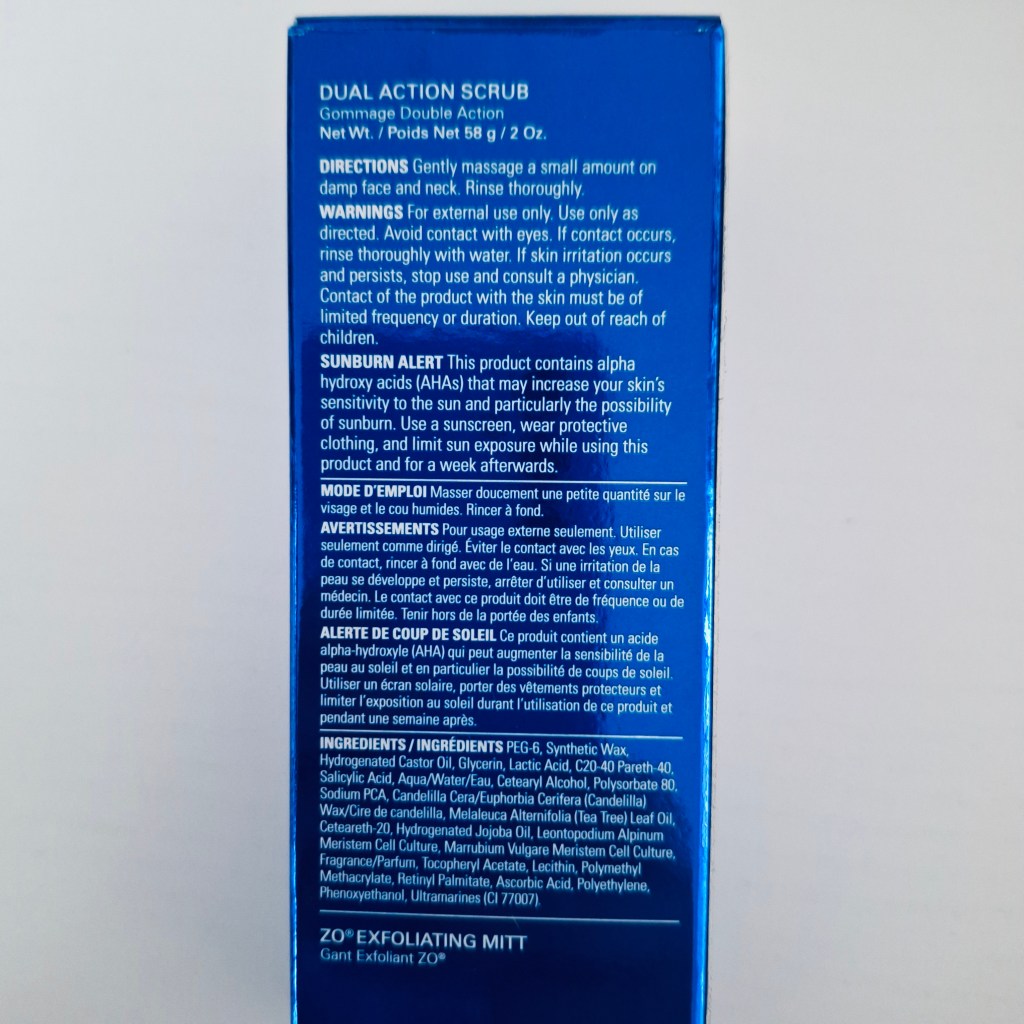 DUAL ACTION SCRUB
Gommage Double Action
Net Wt. / Poids Net 58 g / 2 Oz.
DIRECTIONS Gently massage a small amount on
damp face and neck. Rinse thoroughly.
WARNINGS For external use only. Use only as
directed. Avoid contact with eyes. If contact occurs,
rinse thoroughly with water. If skin irritation occurs
and persists, stop use and consult a physician.
Contact of the product with the skin must be of
limited frequency or duration. Keep out of reach of
children.
SUNBURN ALERT This product contains alpha
hydroxy acids (AHAs) that may increase your skin's
sensitivity to the sun and particularly the possibility
of sunburn. Use a sunscreen, wear protective
clothing, and limit sun exposure while using this
product and for a week afterwards.
MODE D'EMPLOI Masser doucement une petite quantité sur le
visage et le cou humides. Rincer à fond.
AVERTISSEMENTS Pour usage externe seulement. Utiliser
seulement comme dirigé. Éviter le contact avec les yeux. En cas
de contact, rincer à fond avec de l'eau. Si une irritation de la
peau se développe et persiste, arrêter d'utiliser et consulter un
médecin. Le contact avec ce produit doit être de fréquence ou de
durée limitée. Tenir hors de la portée des enfants.
ALERTE DE COUP DE SOLEIL Ce produit contient un acide
alpha-hydroxyle (AHA) qui peut augmenter la sensibilité de la
peau au soleil et en particulier la possibilité de coups de soleil.
Utiliser un écran solaire, porter des vêtements protecteurs et
limiter l'exposition au soleil durant l'utilisation de ce produit et
pendant une semaine après.
INGREDIENTS / INGRÉDIENTS PEG-6, Synthetic Wax,
Hydrogenated Castor Oil, Glycerin, Lactic Acid, C20-40 Pareth-40,
Salicylic Acid, Aqua/Water/Eau, Cetearyl Alcohol, Polysorbate 80,
Sodium PCA, Candelilla Cera/Euphorbia Cerifera (Candelilla)
Wax/Cire de candelilla, Melaleuca Alternifolia (Tea Tree) Leaf Oil,
Ceteareth-20, Hydrogenated Jojoba Oil, Leontopodium Alpinum
Meristem Cell Culture, Marrubium Vulgare Meristem Cell Culture,
Fragrance/Parfum, Tocopheryl Acetate, Lecithin, Polymethyl
Methacrylate, Retinyl Palmitate, Ascorbic Acid, Polyethylene,
Phenoxyethanol, Ultramarines (CI 77007).
ZO® EXFOLIATING MITT
Gant Exfoliant ZO®